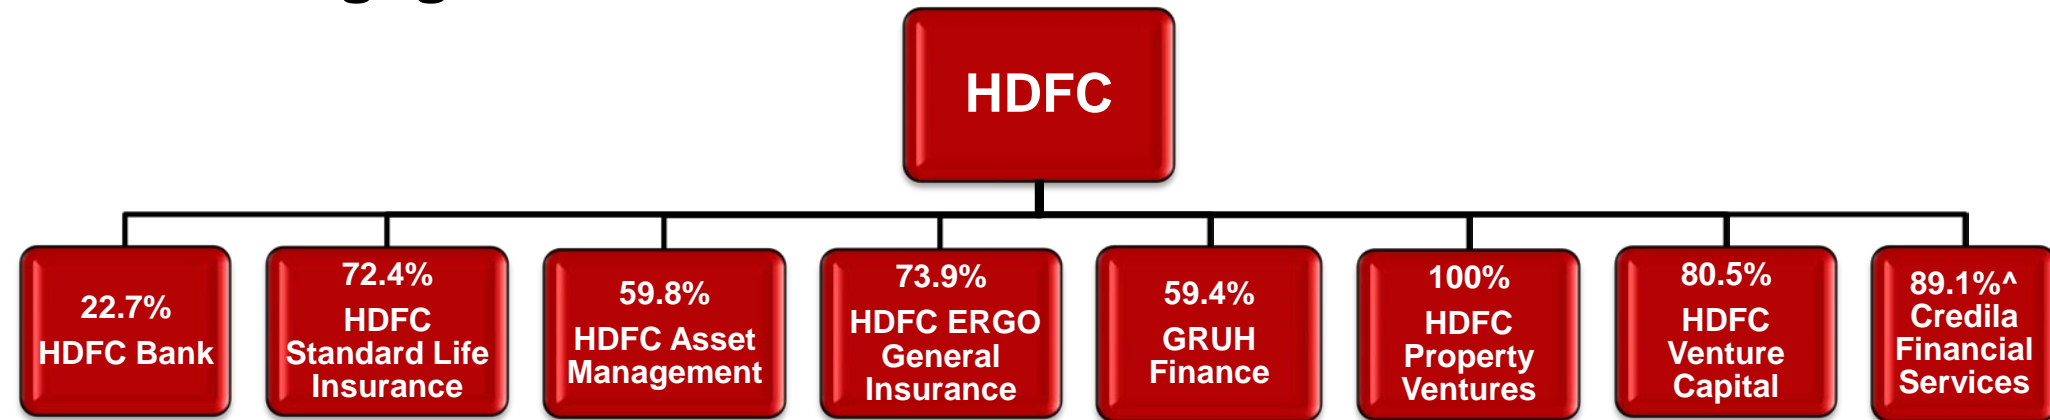 HDFC
22.7%
HDFC Bank
72.4%
HDFC
Standard Life
Insurance
59.8%
HDFC Asset
Management
73.9%
HDFC ERGO
General
Insurance
59.4%
GRUH
Finance
100%
HDFC
Property
Ventures
80.5%
HDFC
Venture
Capital
89.1%^
Credila
Financial
Services